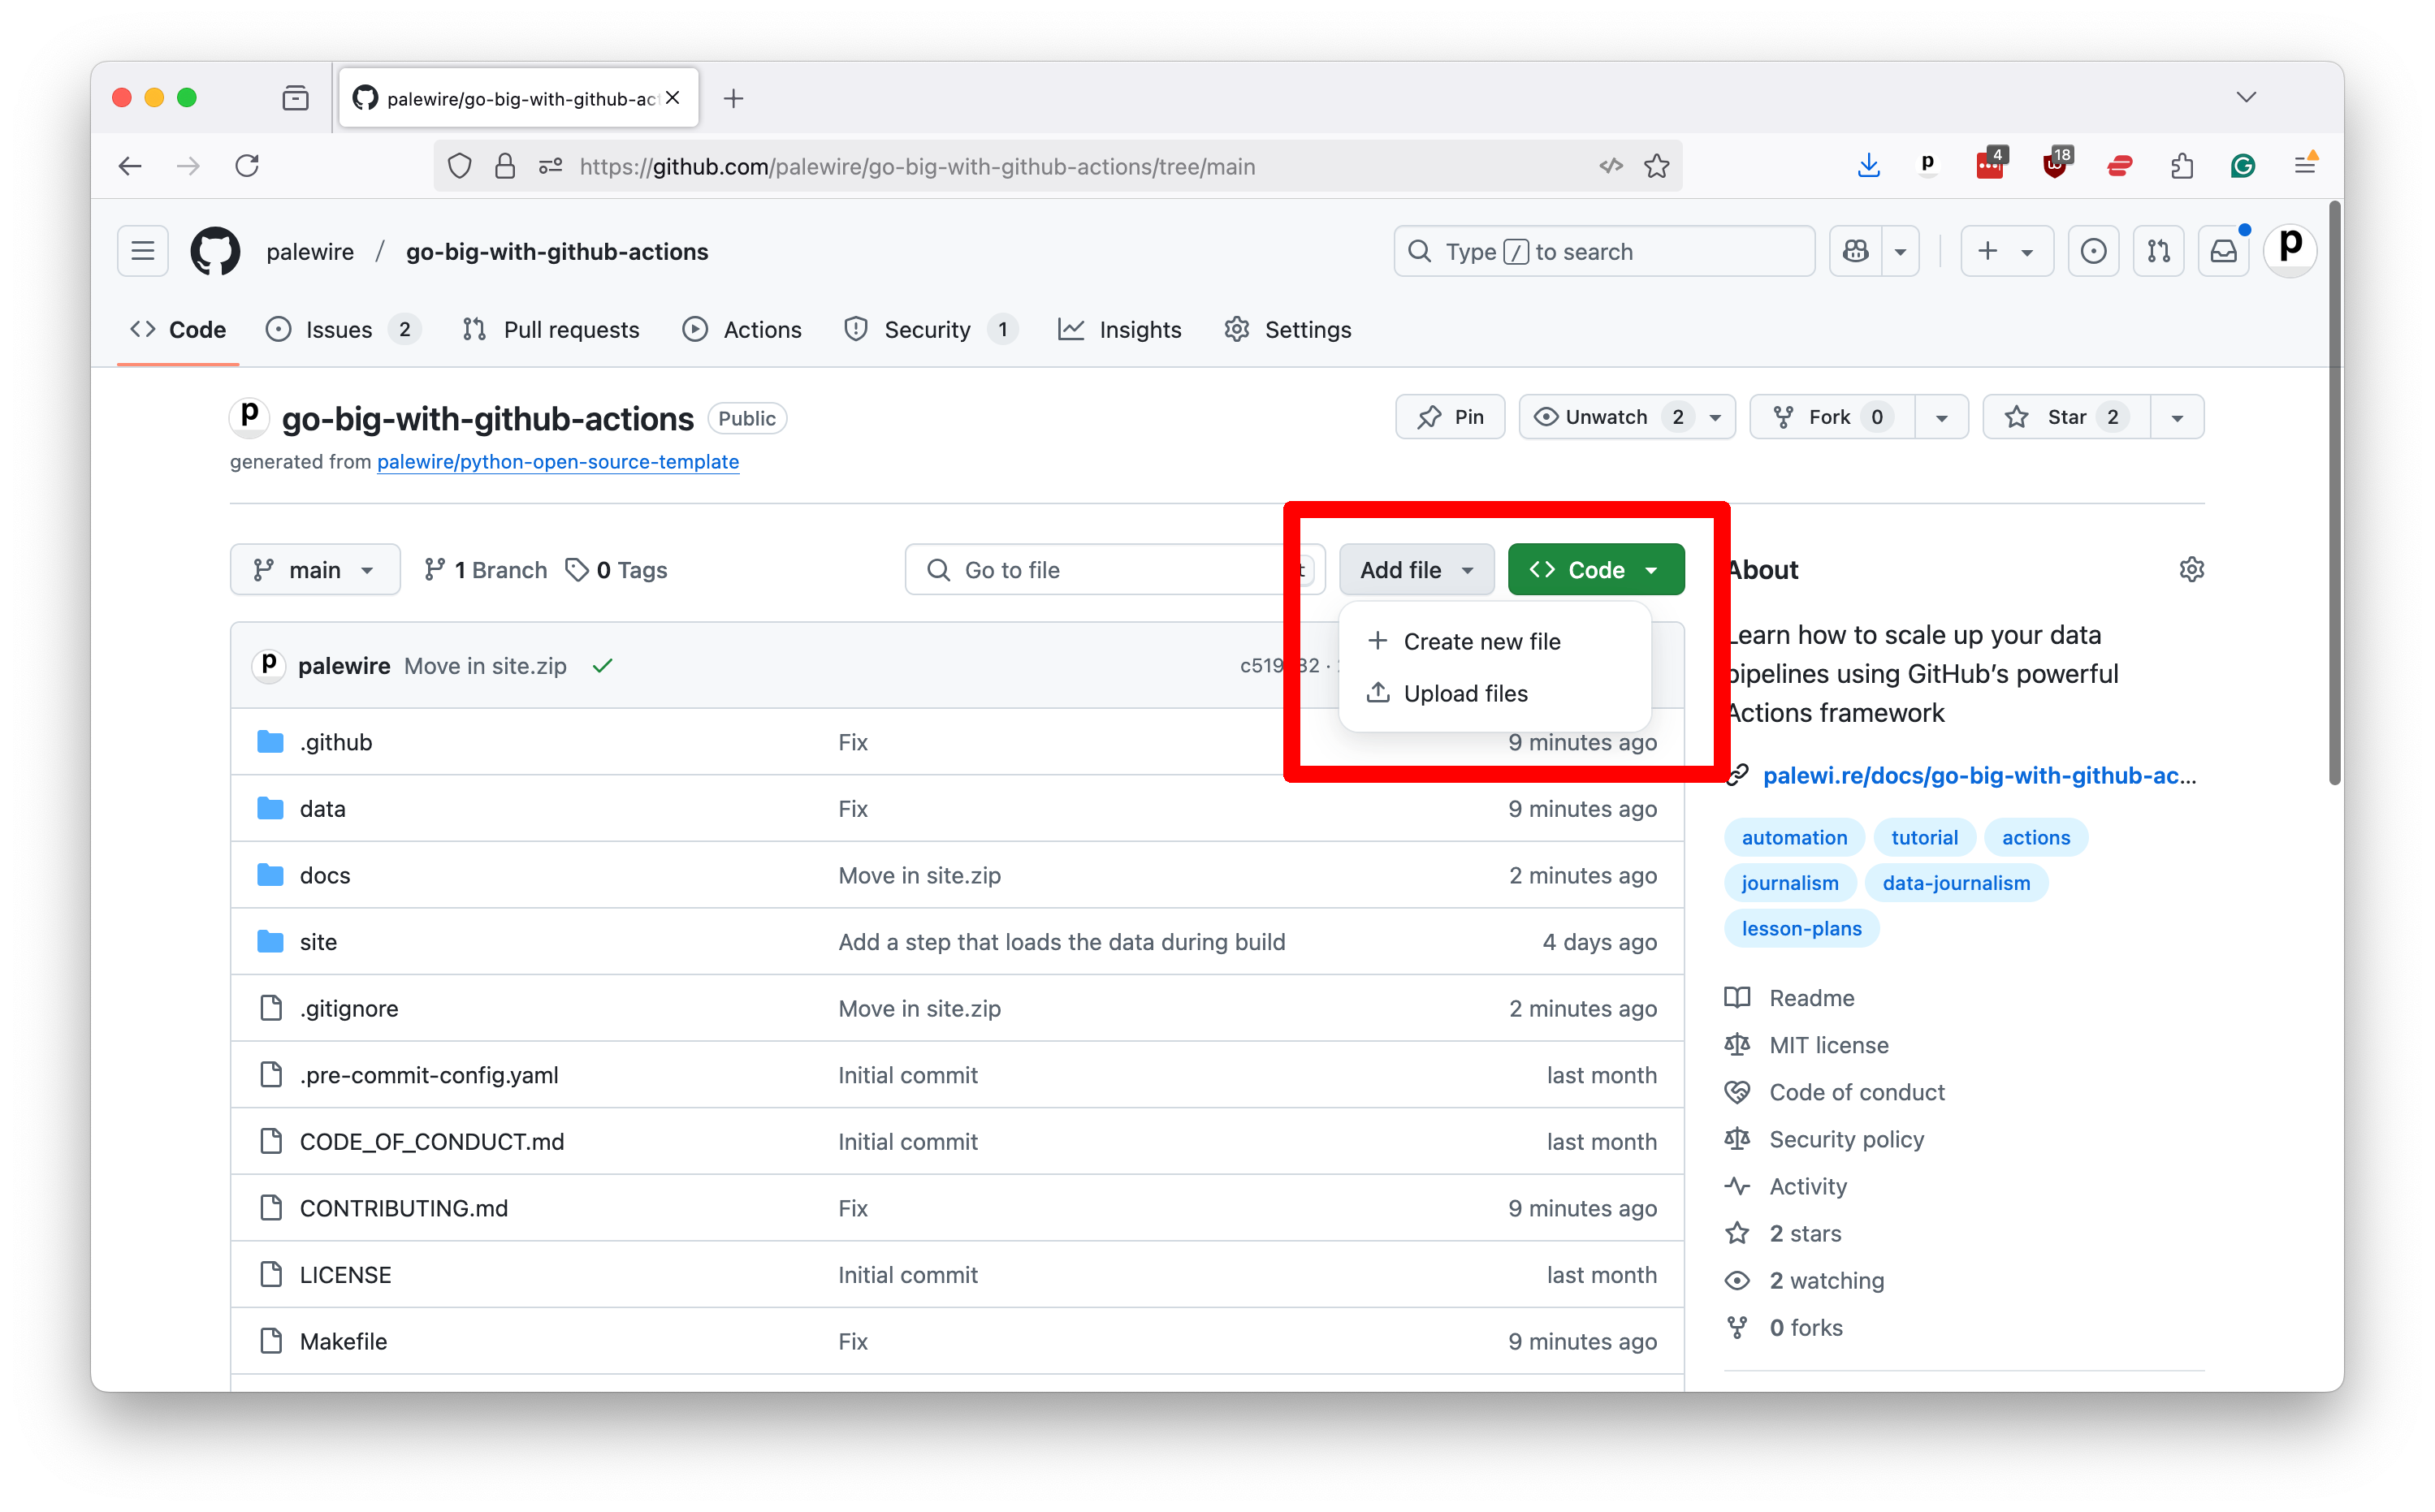 palewire/go-big-with-github-ac
https://github.com/palewire/go-big-with-github-actions/tree/main
p
4
18
palewire / go-big-with-github-actions
Type / to search
p
Code
Issues 2
Pull requests
Actions
Security 1
Insights
Settings
p
go-big-with-github-actions
Public
Pin
Unwatch 2
Fork 0
Star 2
generated from palewire/python-open-source-template
main
1 Branch
0 Tags
Go to file
t
Add file
Code
Create new file
Upload files
p
palewire Move in site.zip
.github Fix 9 minutes ago
data Fix 9 minutes ago
docs Move in site.zip 2 minutes ago
site Add a step that loads the data during build 4 days ago
.gitignore Move in site.zip 2 minutes ago
.pre-commit-config.yaml Initial commit last month
CODE_OF_CONDUCT.md Initial commit last month
CONTRIBUTING.md Fix 9 minutes ago
LICENSE Initial commit last month
Makefile Fix 9 minutes ago
About
Learn how to scale up your data
pipelines using GitHub’s powerful
Actions framework
palewi.re/docs/go-big-with-github-ac...
automation tutorial actions
journalism data-journalism
lesson-plans
Readme
MIT license
Code of conduct
Security policy
Activity
2 stars
2 watching
0 forks